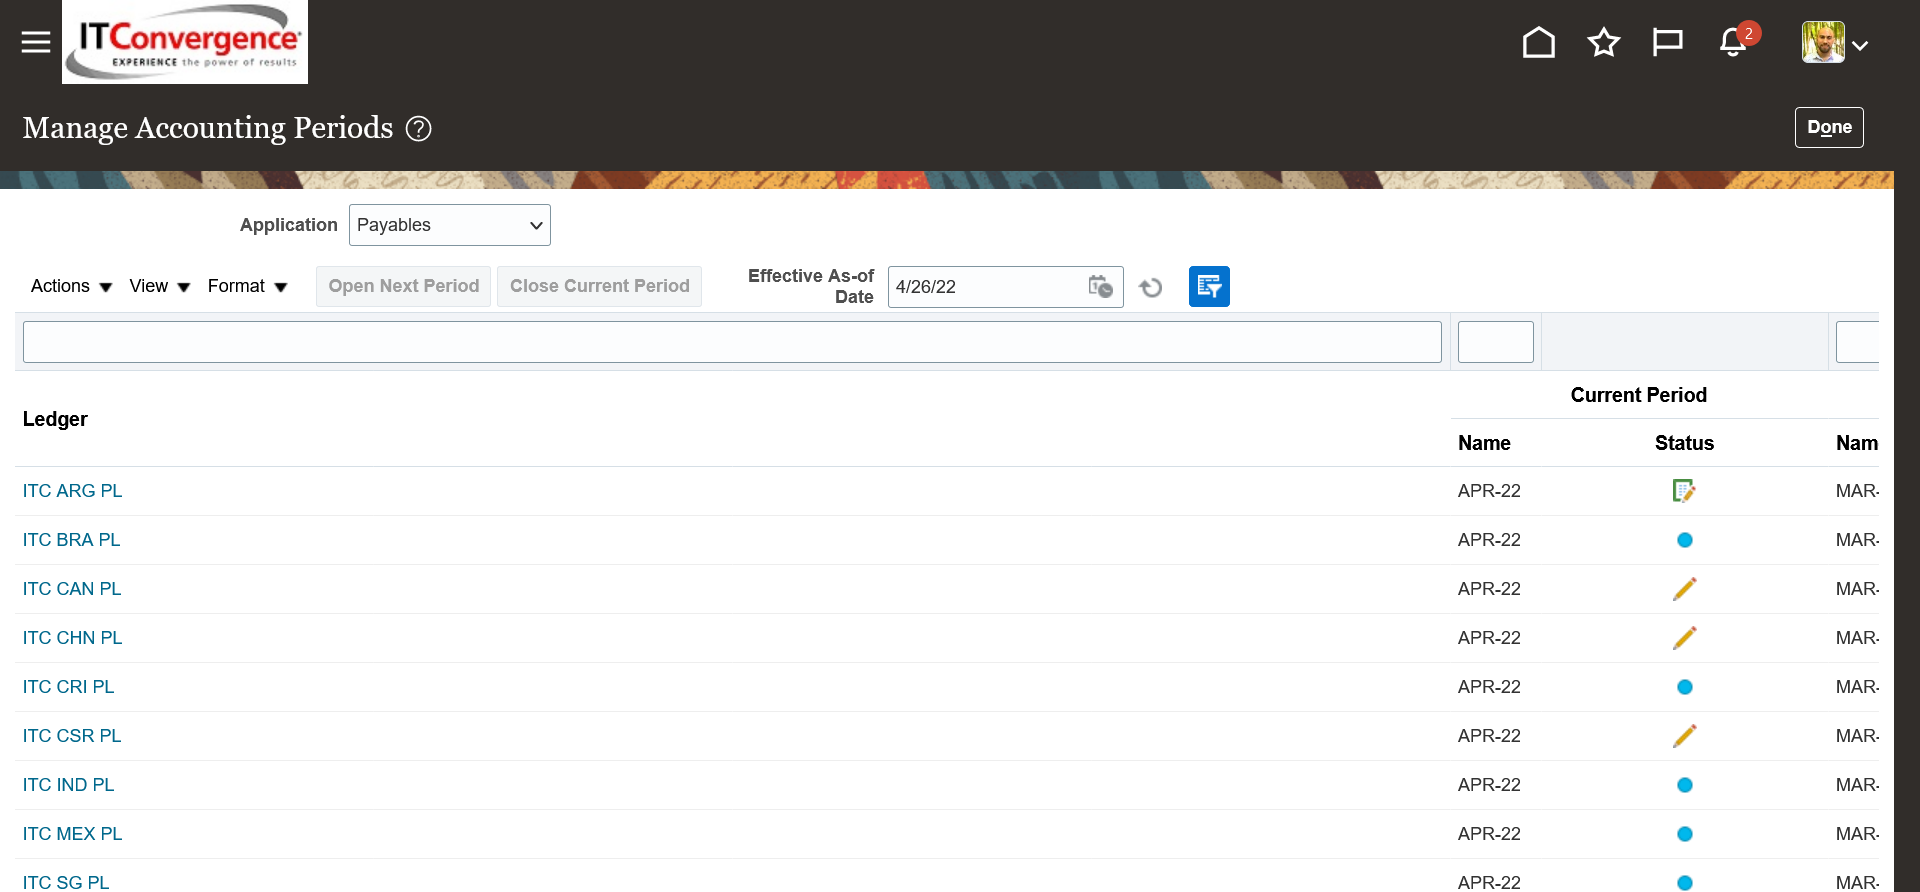 ITConvergence
EXPERIENCE the power of results
2
Manage Accounting Periods ?
Done
Application Payables
Actions View Format Open Next Period Close Current Period Effective As-of Date 4/26/22
Current Period
Ledger
Name Status Nam
ITC ARG PL APR-22 MAR-
ITC BRA PL APR-22 MAR-
ITC CAN PL APR-22 MAR-
ITC CHN PL APR-22 MAR-
ITC CRI PL APR-22 MAR-
ITC CSR PL APR-22 MAR-
ITC IND PL APR-22 MAR-
ITC MEX PL APR-22 MAR-
ITC SG PL APR-22 MAR-